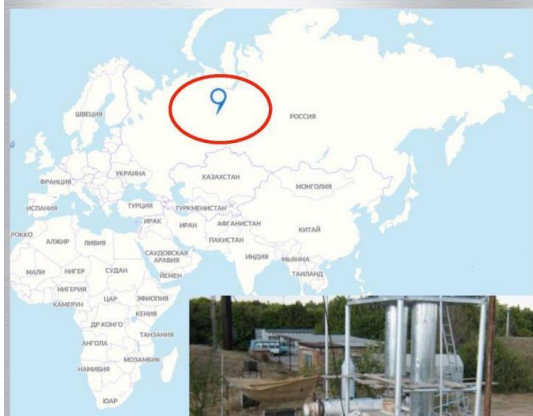 ШВЕЦИЯ
РОССИЯ
УКРАИНА
КАЗАХСТАН
ФРАНЦИЯ
МОНГОЛИЯ
ИСПАНИЯ
ТУРЦИЯ
ТУРКМЕНИСТАН
ИРАК
ИРАН
АФГАНИСТАН
КИТАЙ
РОККО
АЛЖИР
ЛИВИЯ
ПАКИСТАН
САУДОВСКАЯ
АРАВИЯ
ИНДИЯ
МЬЯНМА
МАЛИ
НИГЕР
СУДАН
ЙЕМЕН
ТАИЛАНД
НИГЕРИЯ
ЦАР
ЭФИОПИЯ
КАМЕРУН
КЕНИЯ
ДР КОНГО
ТАНЗАНИЯ
АНГОЛА
МОЗАМБИК
НАМИБИЯ
ЮАР